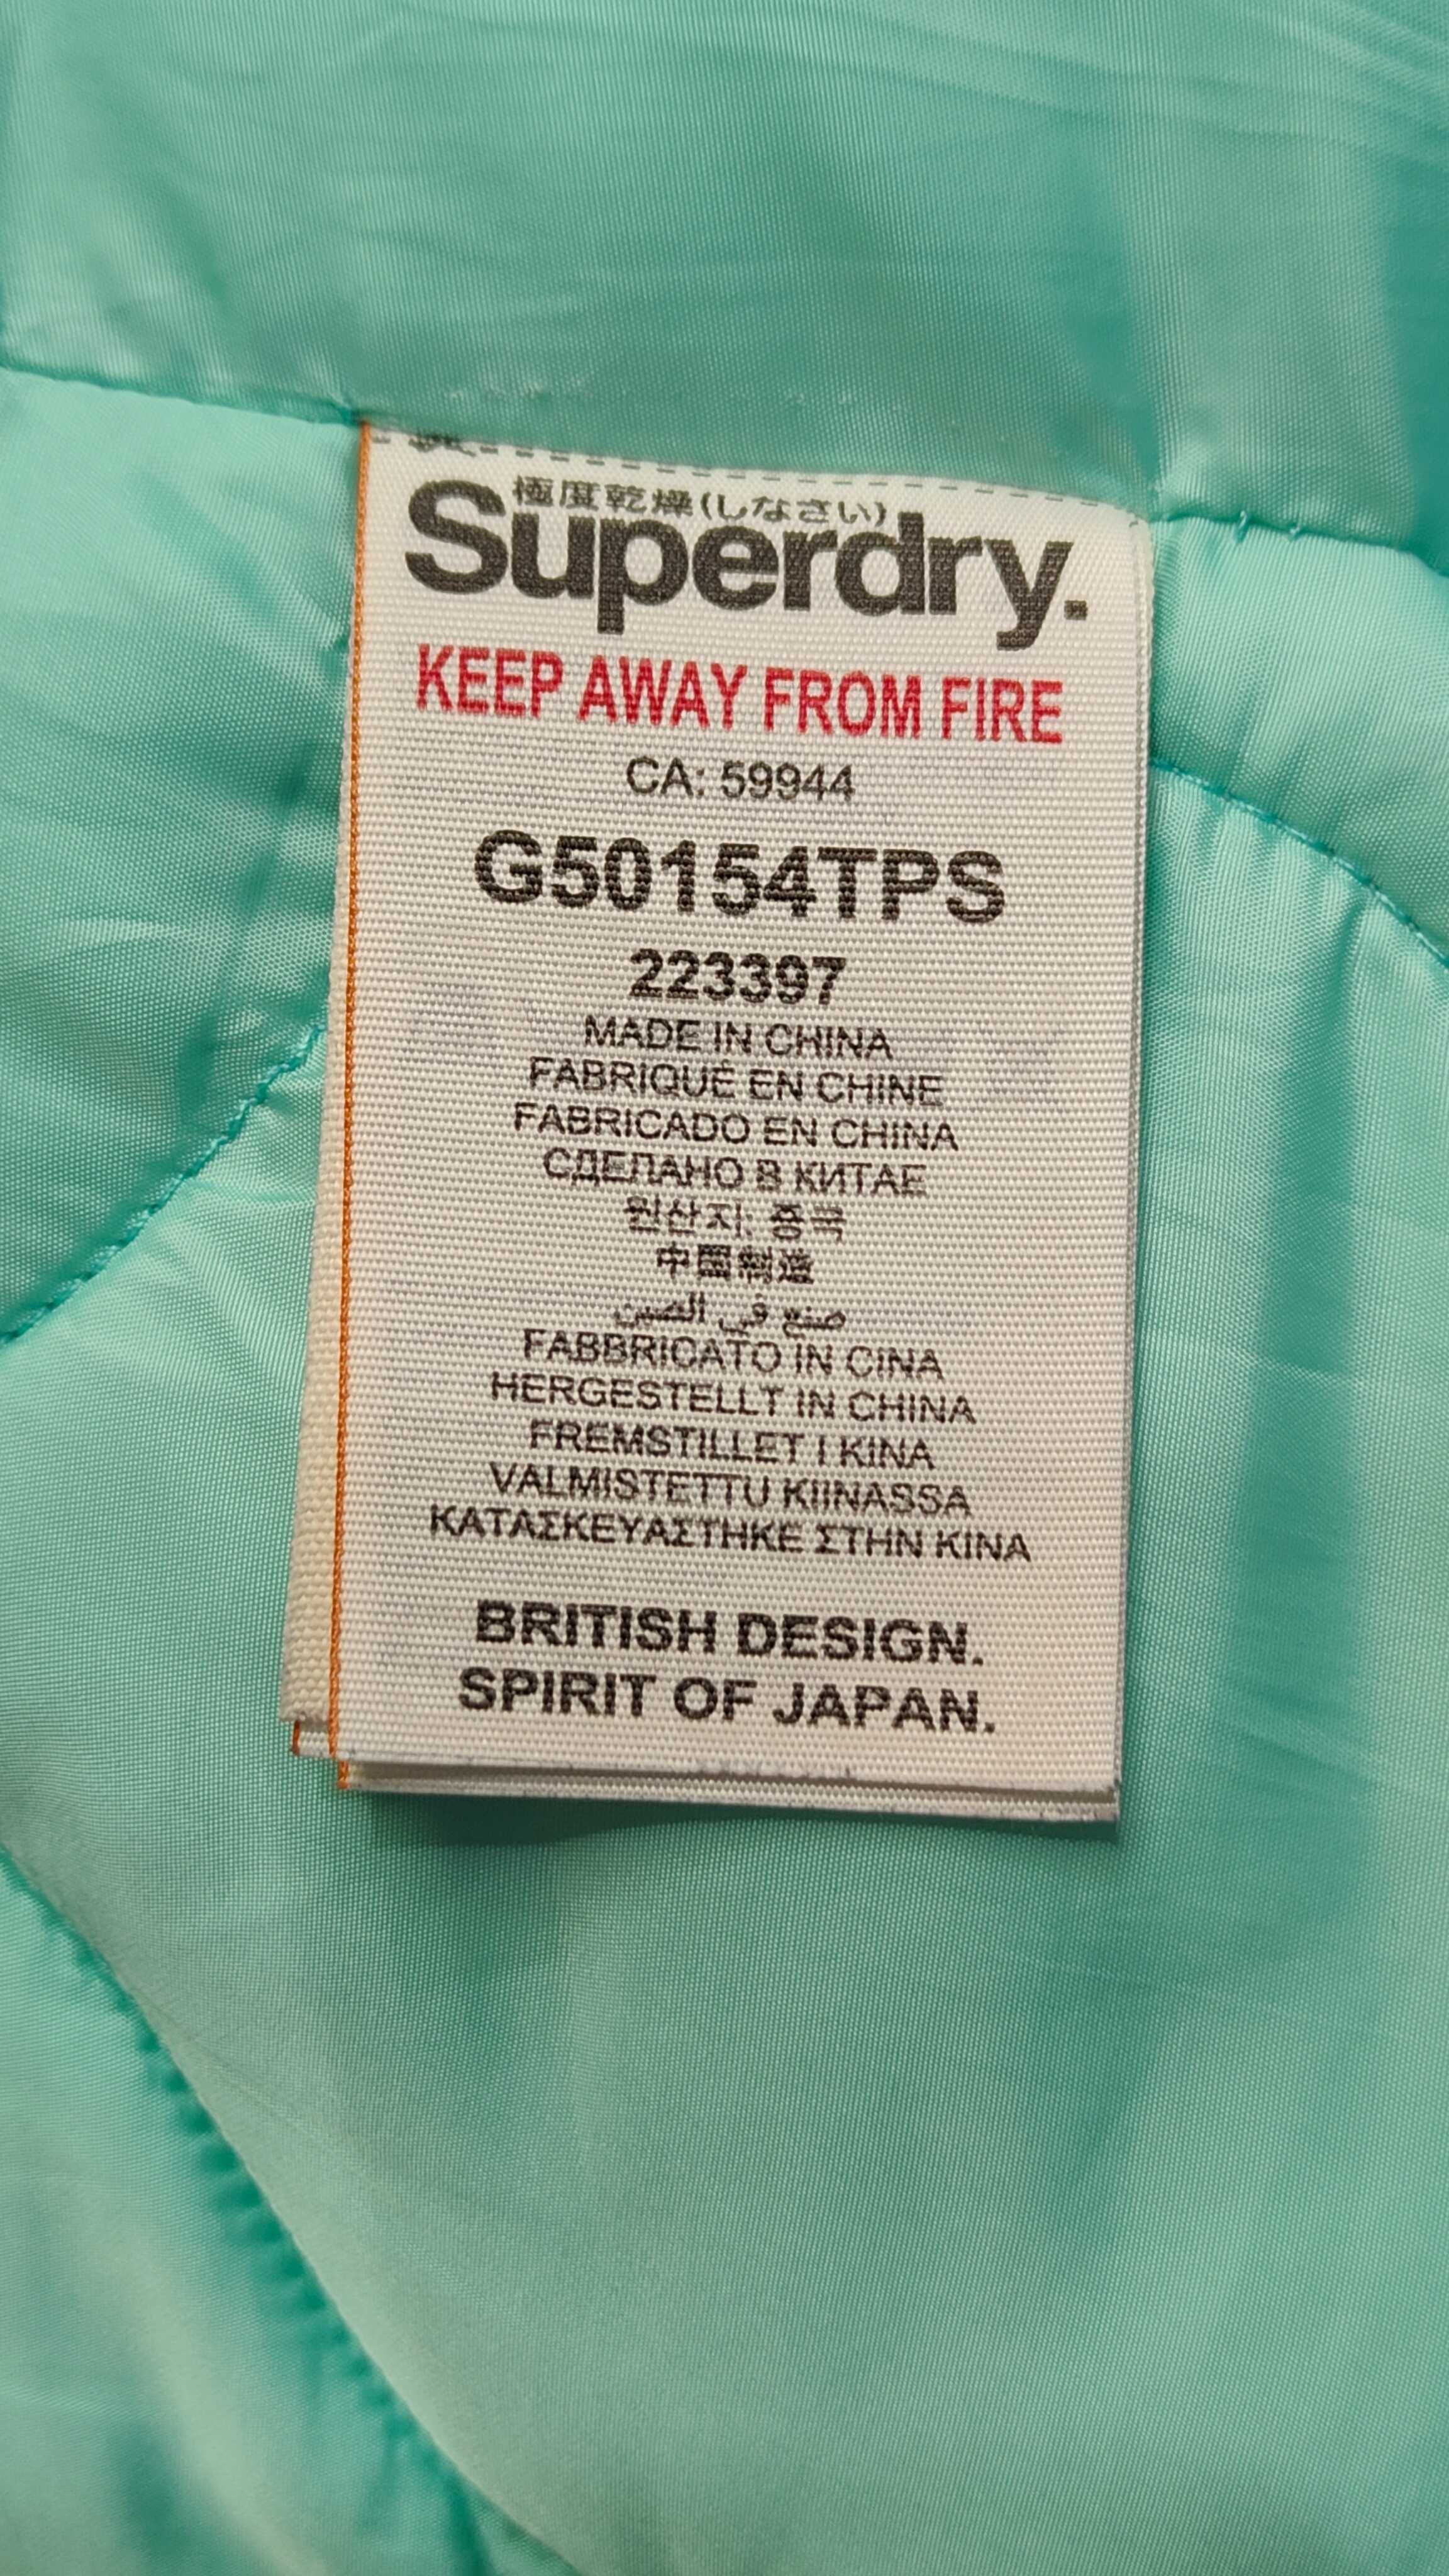 極度乾燥(しなさい)
Superdry.
KEEP AWAY FROM FIRE
CA: 59944
G50154TPS
223397
MADE IN CHINA
FABRIQUÉ EN CHINE
FABRICADO EN CHINA
СДЕЛАНО В КИТАЕ
원산지: 중국
中国制造
صنع في الصين
FABBRICATO IN CINA
HERGESTELLT IN CHINA
FREMSTILLET I KINA
VALMISTETTU KIINASSA
ΚΑΤΑΣΚΕΥΑΣΤΗΚΕ ΣΤΗΝ ΚΙΝΑ
BRITISH DESIGN.
SPIRIT OF JAPAN.